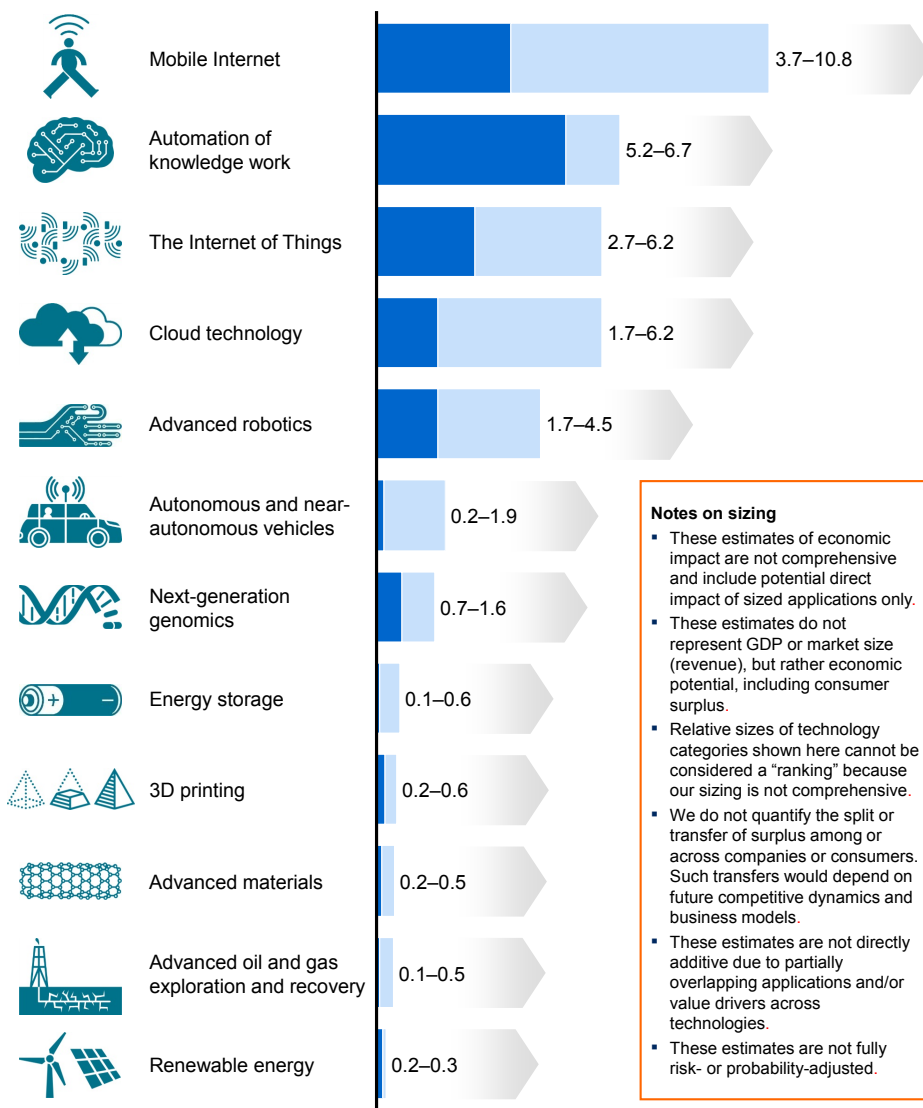 Mobile Internet
3.7–10.8
Automation of
knowledge work
5.2–6.7
The Internet of Things
2.7–6.2
Cloud technology
1.7–6.2
Advanced robotics
1.7–4.5
Autonomous and near-
autonomous vehicles
0.2–1.9
Next-generation
genomics
0.7–1.6
Energy storage
0.1–0.6
3D printing
0.2–0.6
Advanced materials
0.2–0.5
Advanced oil and gas
exploration and recovery
0.1–0.5
Renewable energy
0.2–0.3
Notes on sizing
▪ These estimates of economic
impact are not comprehensive
and include potential direct
impact of sized applications only.
▪ These estimates do not
represent GDP or market size
(revenue), but rather economic
potential, including consumer
surplus.
▪ Relative sizes of technology
categories shown here cannot be
considered a “ranking” because
our sizing is not comprehensive.
▪ We do not quantify the split or
transfer of surplus among or
across companies or consumers.
Such transfers would depend on
future competitive dynamics and
business models.
▪ These estimates are not directly
additive due to partially
overlapping applications and/or
value drivers across
technologies.
▪ These estimates are not fully
risk- or probability-adjusted.